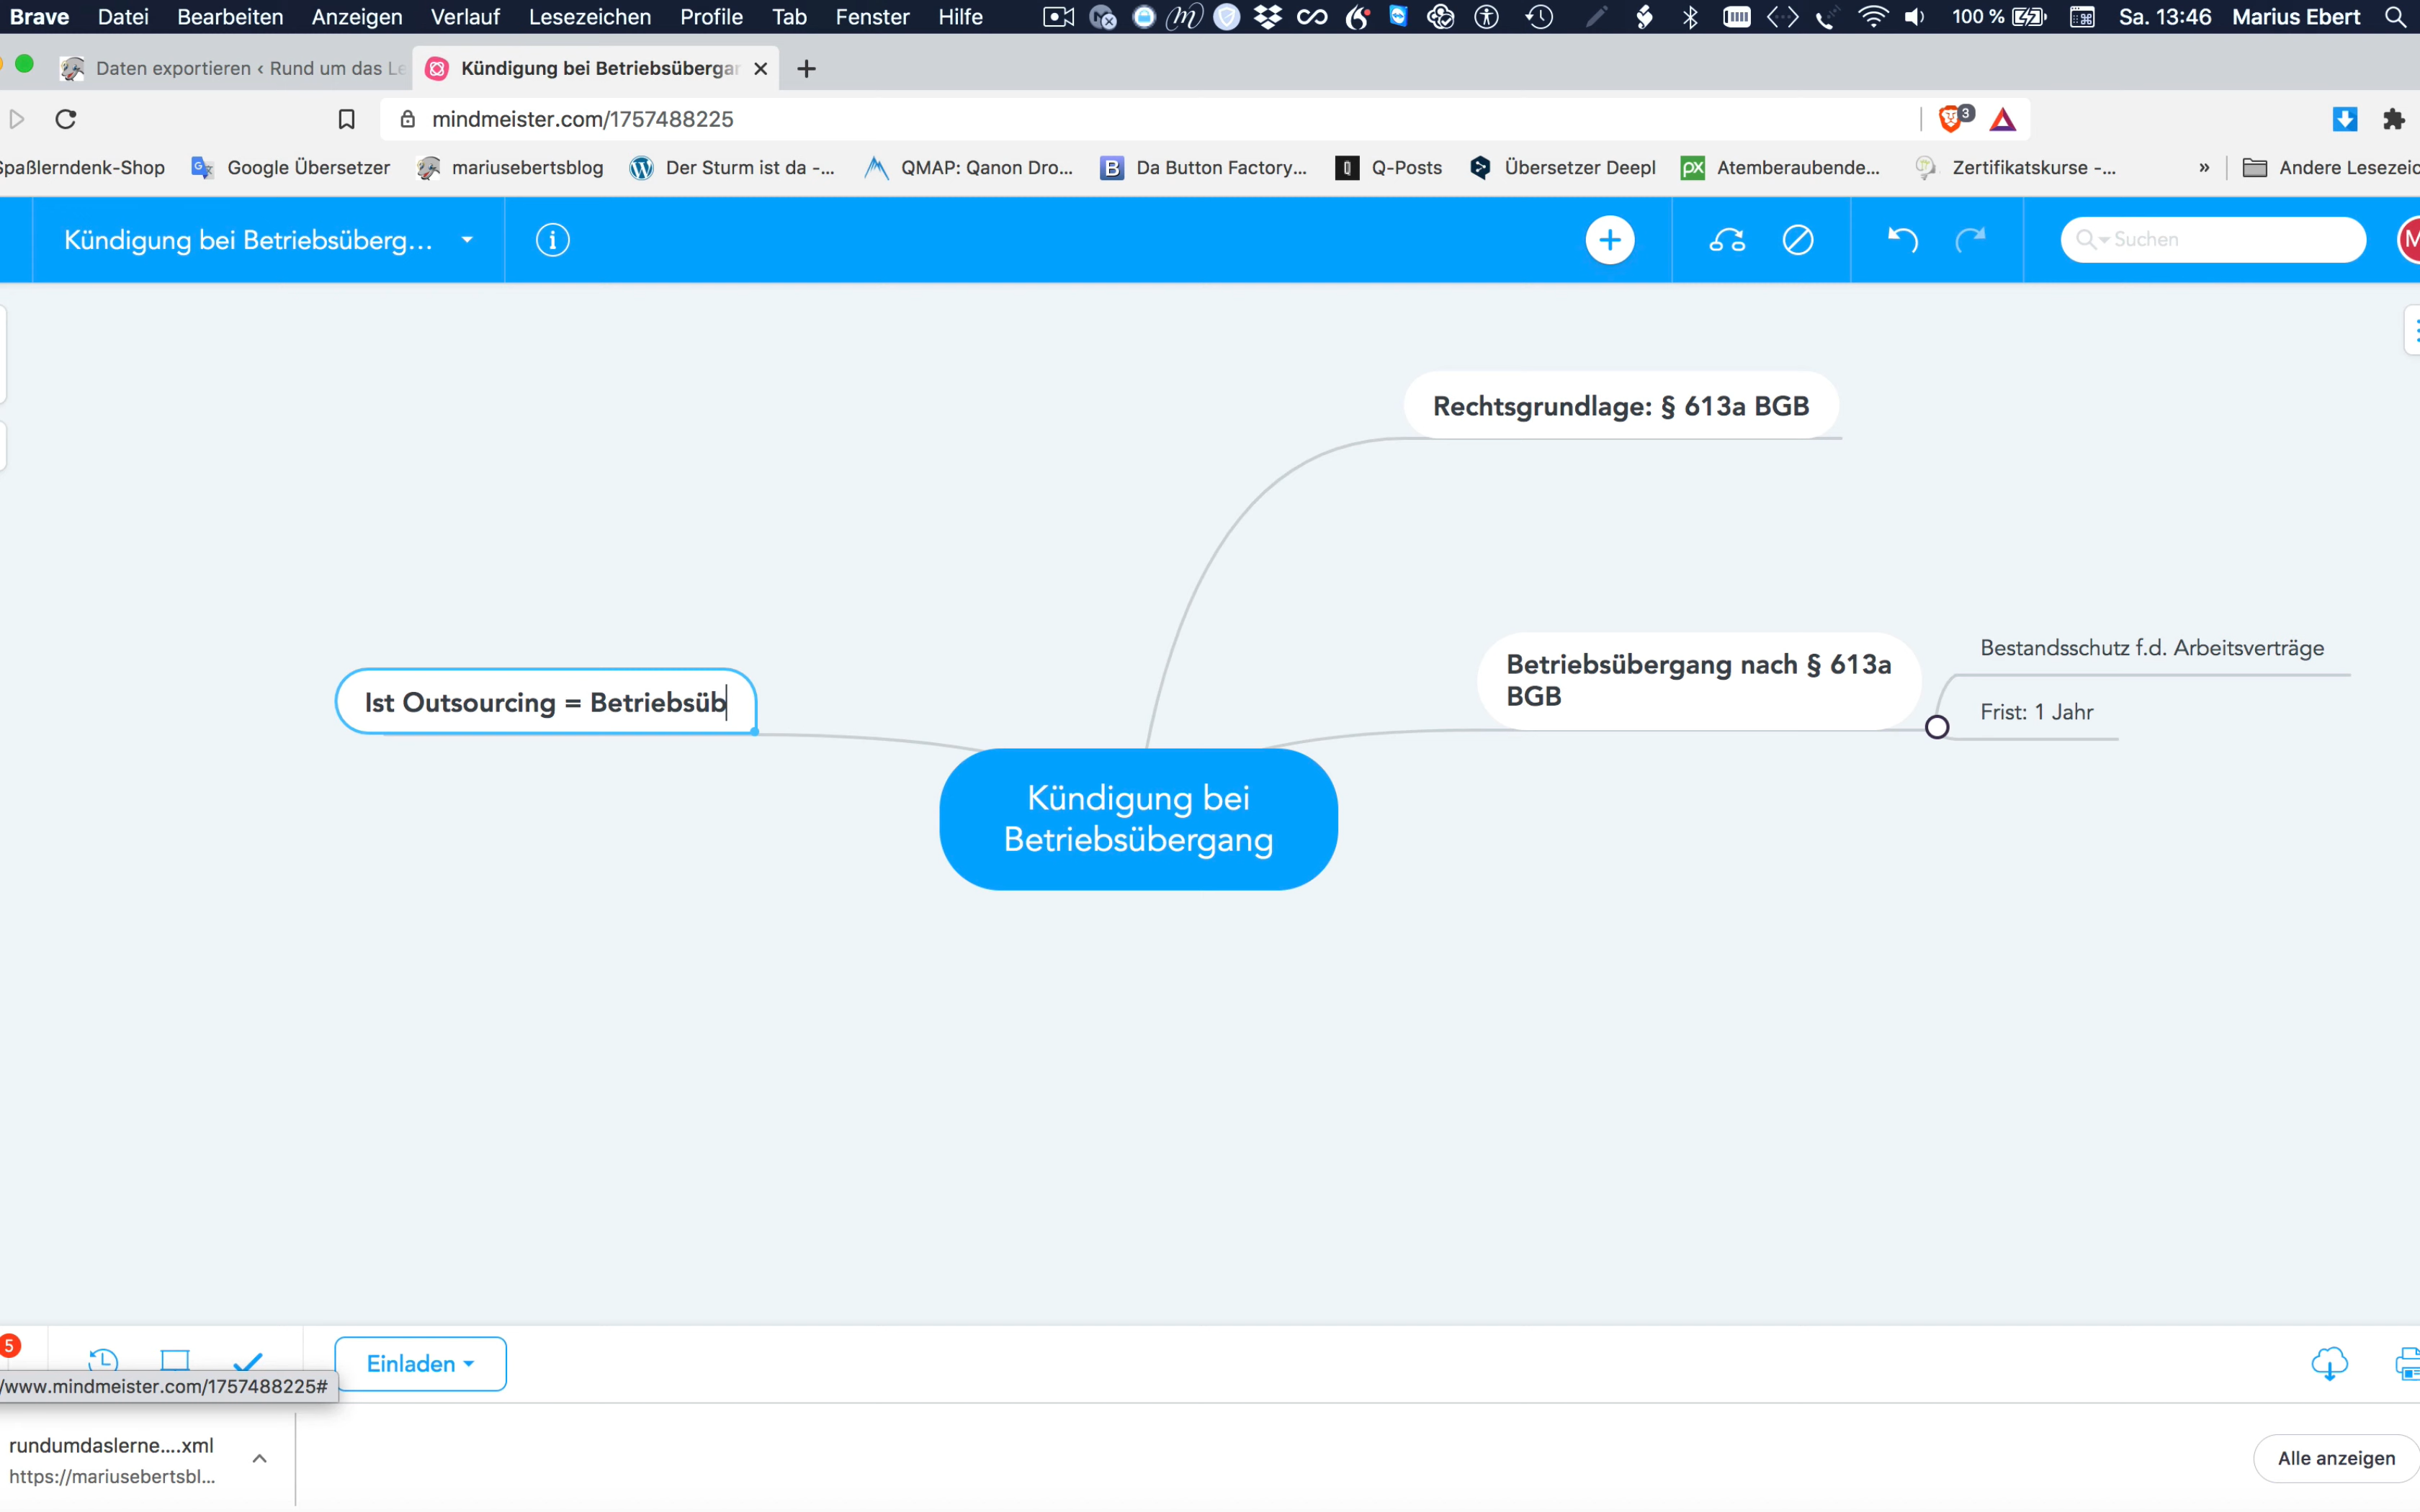 Brave Datei Bearbeiten Anzeigen Verlauf Lesezeichen Profile Tab Fenster Hilfe 100 % Sa. 13:46 Marius Ebert
Daten exportieren ‹ Rund um das Le
Kündigung bei Betriebsübergan
mindmeister.com/1757488225
3
Spaßlerndenk-Shop Google Übersetzer mariusebertsblog Der Sturm ist da -... QMAP: Qanon Dro... Da Button Factory... Q-Posts Übersetzer Deepl Atemberaubende... Zertifikatskurse -... » Andere Lesezeic
Kündigung bei Betriebsüberg...
Suchen
M
Rechtsgrundlage: § 613a BGB
Bestandsschutz f.d. Arbeitsverträge
Betriebsübergang nach § 613a
BGB
Frist: 1 Jahr
Ist Outsourcing = Betriebsüb
Kündigung bei
Betriebsübergang
5
Einladen
/www.mindmeister.com/1757488225#
rundumdaslerne....xml
https://mariusebertsbl...
Alle anzeigen